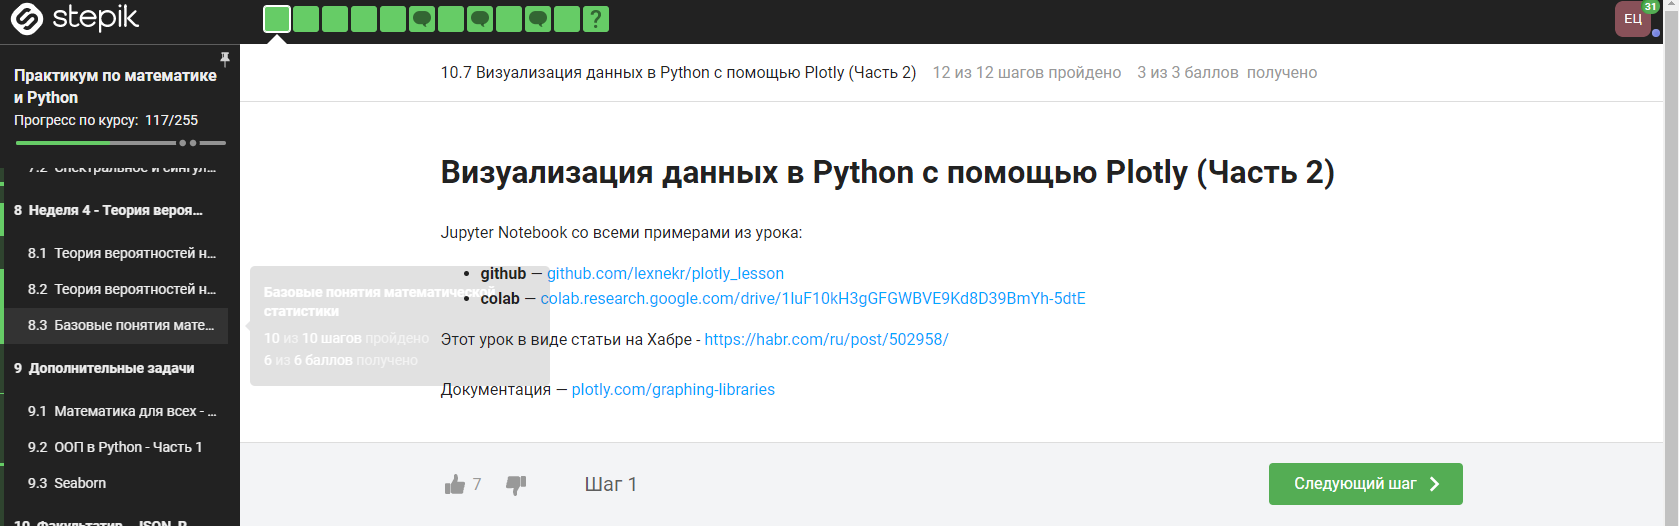 stepik
?
ЕЦ
31
Практикум по математике
и Python
Прогресс по курсу: 117/255
7.2 Спектральное и сингул...
8 Неделя 4 - Теория вероя...
8.1 Теория вероятностей н...
8.2 Теория вероятностей н...
8.3 Базовые понятия мате...
9 Дополнительные задачи
9.1 Математика для всех - ...
9.2 ООП в Python - Часть 1
9.3 Seaborn
10.7 Визуализация данных в Python с помощью Plotly (Часть 2) 12 из 12 шагов пройдено 3 из 3 баллов получено
Визуализация данных в Python с помощью Plotly (Часть 2)
Jupyter Notebook со всеми примерами из урока:
• github — github.com/lexnekr/plotly_lesson
• colab — colab.research.google.com/drive/1luF10kH3gGFGWBVE9Kd8D39BmYh-5dtE
Этот урок в виде статьи на Хабре - https://habr.com/ru/post/502958/
Документация — plotly.com/graphing-libraries
Базовые понятия математической
статистики
10 из 10 шагов пройдено
6 из 6 баллов получено
7
Шаг 1
Следующий шаг